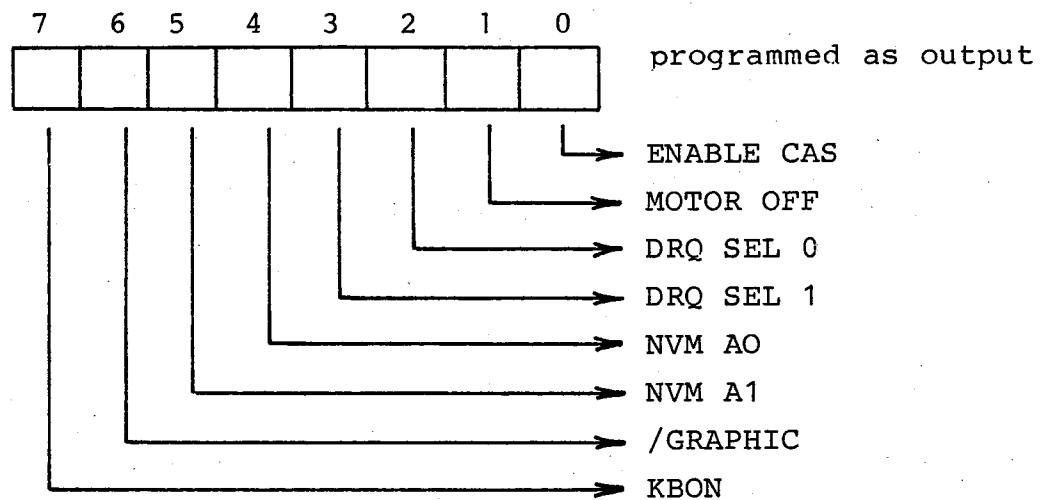 7 6 5 4 3 2 1 0
programmed as output
ENABLE CAS
MOTOR OFF
DRQ SEL 0
DRQ SEL 1
NVM AO
NVM A1
/GRAPHIC
KBON